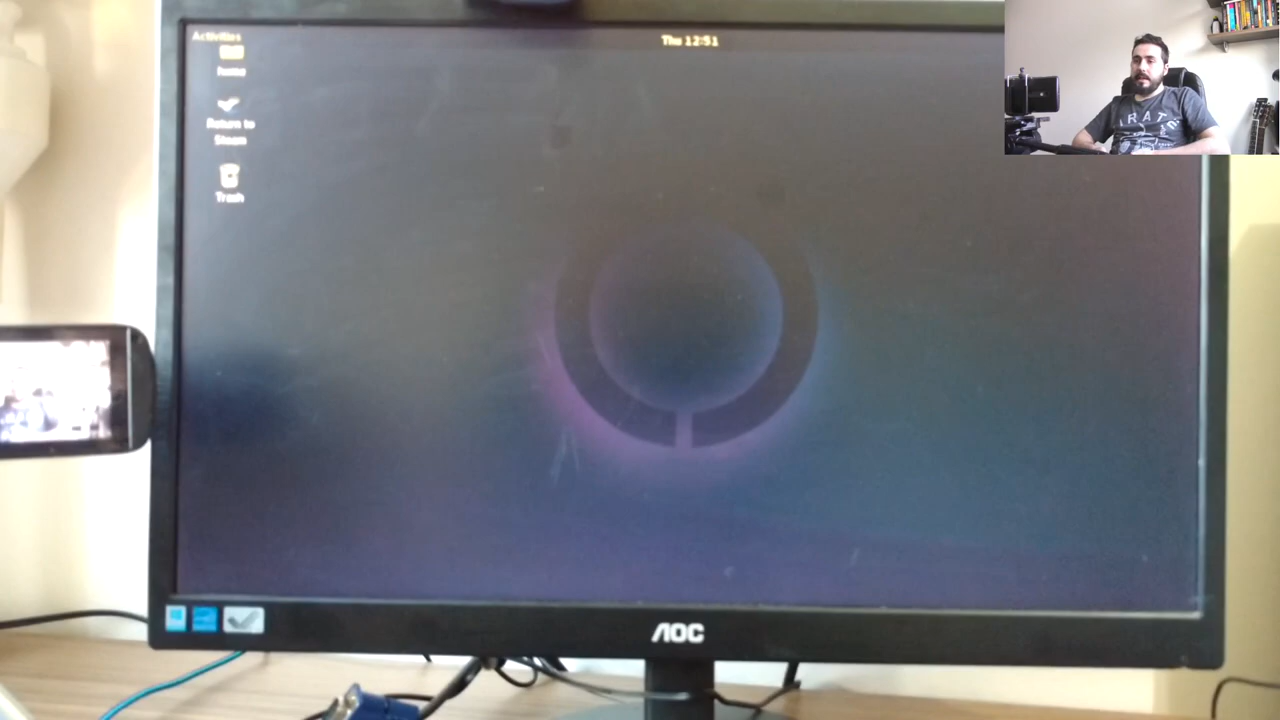 Activities
Thu 12:51
home
Return to
Steam
Trash
AOC